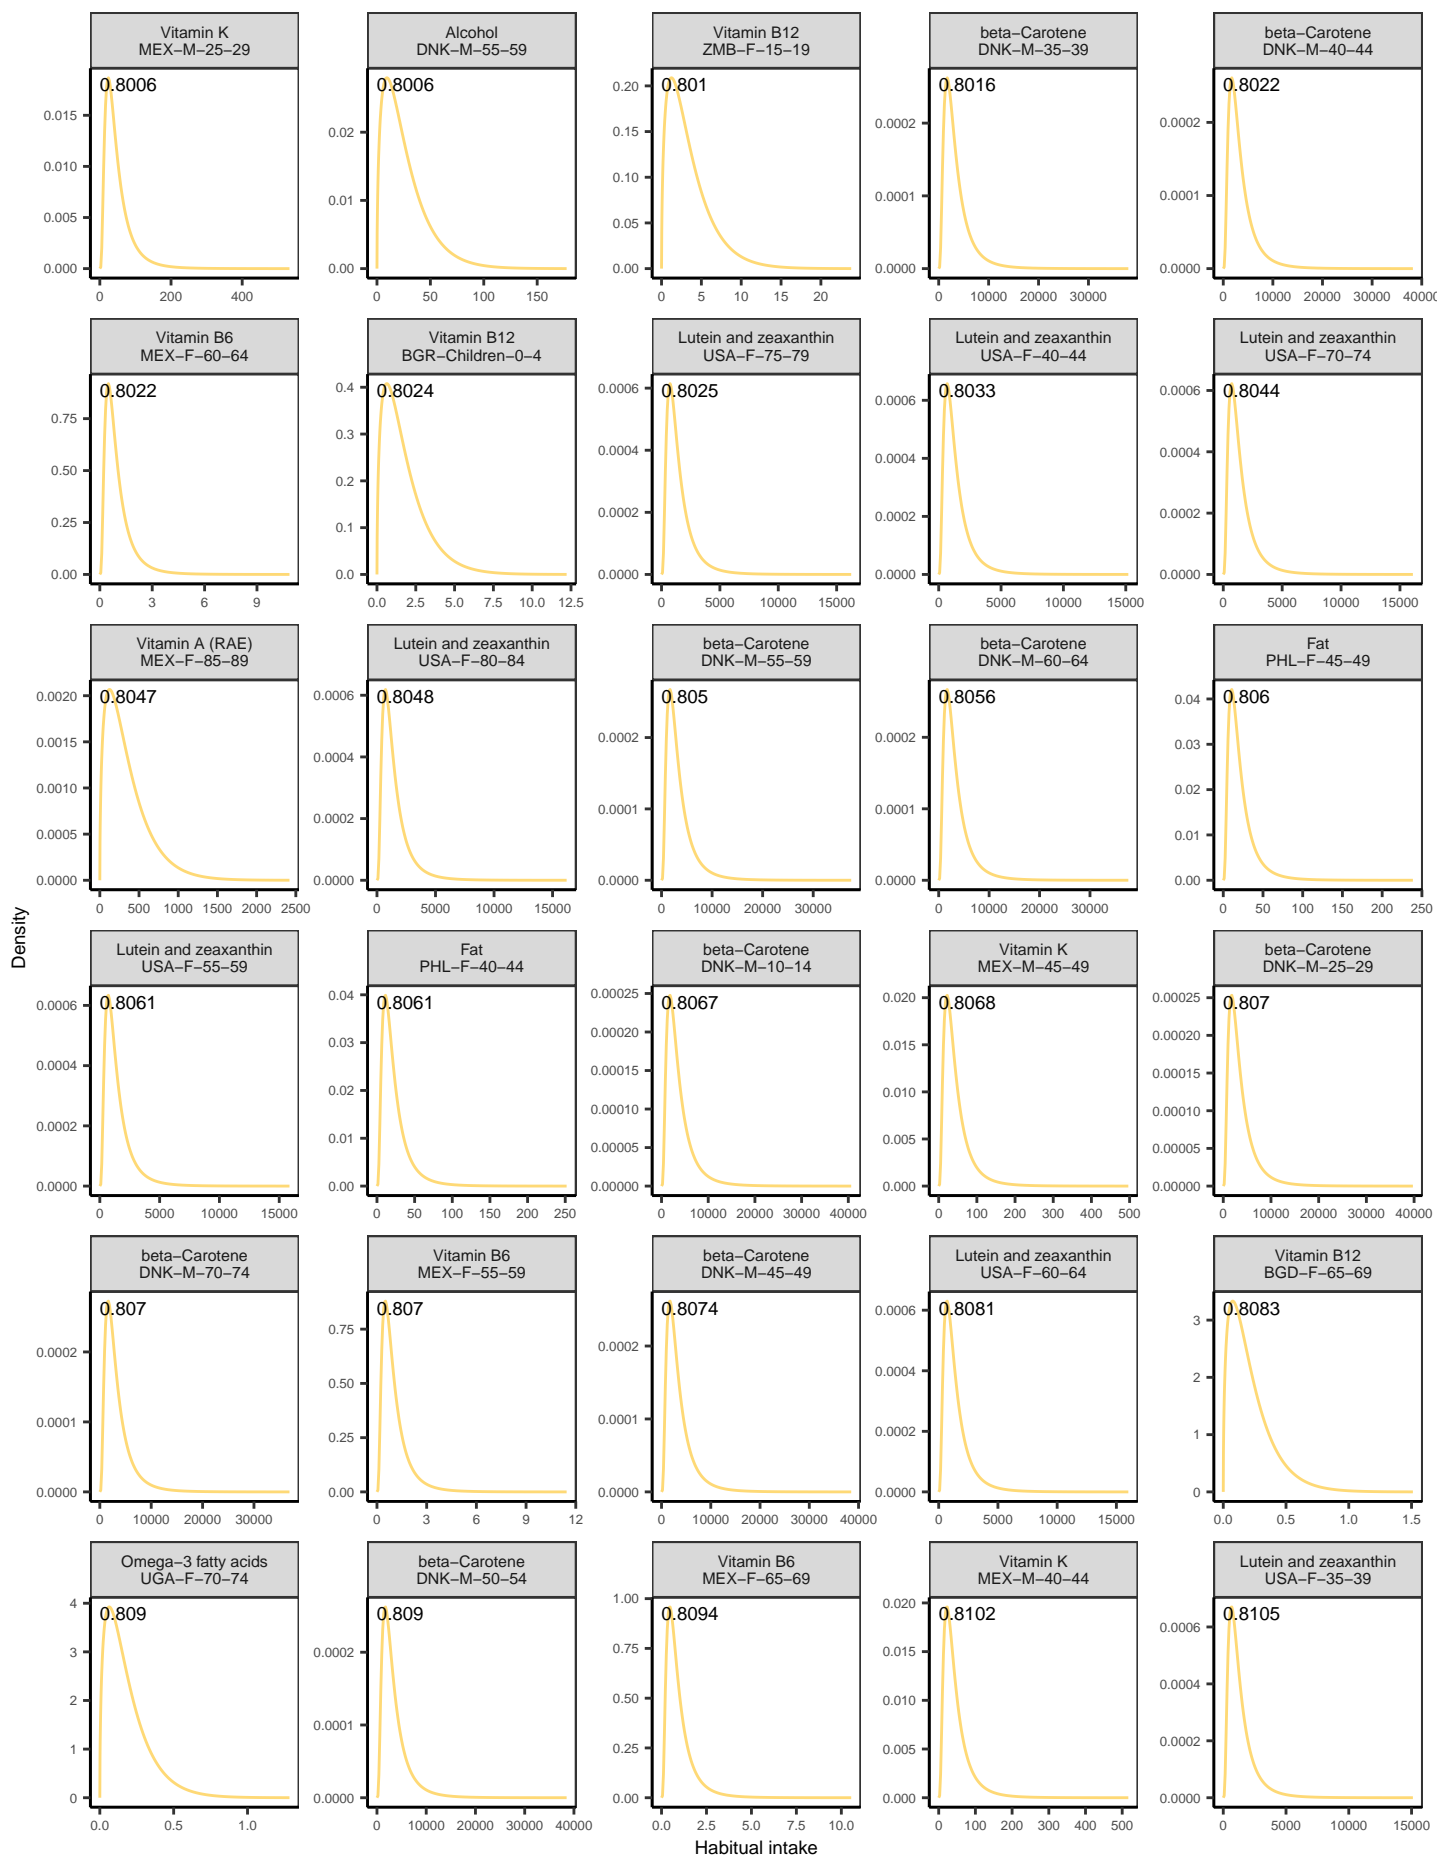 Vitamin K
MEX−M−25−29
Alcohol
DNK−M−55−59
Vitamin B12
ZMB−F−15−19
beta−Carotene
DNK−M−35−39
beta−Carotene
DNK−M−40−44
0.8006
0.8006
0.801
0.8016
0.8022
0.015
0.010
0.005
0.000
0.02
0.01
0.00
0.20
0.15
0.10
0.05
0.00
0.0002
0.0001
0.0000
0.0002
0.0001
0.0000
0 200 400
0 50 100 150
0 5 10 15 20
0 10000 20000 30000
0 10000 20000 30000 40000
Vitamin B6
MEX−F−60−64
Vitamin B12
BGR−Children−0−4
Lutein and zeaxanthin
USA−F−75−79
Lutein and zeaxanthin
USA−F−40−44
Lutein and zeaxanthin
USA−F−70−74
0.8022
0.8024
0.8025
0.8033
0.8044
0.75
0.50
0.25
0.00
0.4
0.3
0.2
0.1
0.0
0.0006
0.0004
0.0002
0.0000
0.0006
0.0004
0.0002
0.0000
0.0006
0.0004
0.0002
0.0000
0 3 6 9
0.0 2.5 5.0 7.5 10.0 12.5
0 5000 10000 15000
0 5000 10000 15000
0 5000 10000 15000
Vitamin A (RAE)
MEX−F−85−89
Lutein and zeaxanthin
USA−F−80−84
beta−Carotene
DNK−M−55−59
beta−Carotene
DNK−M−60−64
Fat
PHL−F−45−49
0.8047
0.8048
0.805
0.8056
0.806
0.0020
0.0015
0.0010
0.0005
0.0000
0.0006
0.0004
0.0002
0.0000
0.0002
0.0001
0.0000
0.0002
0.0001
0.0000
0.04
0.03
0.02
0.01
0.00
0 500 1000 1500 2000 2500
0 5000 10000 15000
0 10000 20000 30000
0 10000 20000 30000
0 50 100 150 200 250
Density
Lutein and zeaxanthin
USA−F−55−59
Fat
PHL−F−40−44
beta−Carotene
DNK−M−10−14
Vitamin K
MEX−M−45−49
beta−Carotene
DNK−M−25−29
0.8061
0.8061
0.8067
0.8068
0.807
0.0006
0.0004
0.0002
0.0000
0.04
0.03
0.02
0.01
0.00
0.00025
0.00020
0.00015
0.00010
0.00005
0.00000
0.020
0.015
0.010
0.005
0.000
0.00025
0.00020
0.00015
0.00010
0.00005
0.00000
0 5000 10000 15000
0 50 100 150 200 250
0 10000 20000 30000 40000
0 100 200 300 400 500
0 10000 20000 30000 40000
beta−Carotene
DNK−M−70−74
Vitamin B6
MEX−F−55−59
beta−Carotene
DNK−M−45−49
Lutein and zeaxanthin
USA−F−60−64
Vitamin B12
BGD−F−65−69
0.807
0.807
0.8074
0.8081
0.8083
0.0002
0.0001
0.0000
0.75
0.50
0.25
0.00
0.0002
0.0001
0.0000
0.0006
0.0004
0.0002
0.0000
3
2
1
0
0 10000 20000 30000
0 3 6 9 12
0 10000 20000 30000 40000
0 5000 10000 15000
0.0 0.5 1.0 1.5
Omega−3 fatty acids
UGA−F−70−74
beta−Carotene
DNK−M−50−54
Vitamin B6
MEX−F−65−69
Vitamin K
MEX−M−40−44
Lutein and zeaxanthin
USA−F−35−39
0.809
0.809
0.8094
0.8102
0.8105
4
3
2
1
0
0.0002
0.0001
0.0000
1.00
0.75
0.50
0.25
0.00
0.020
0.015
0.010
0.005
0.000
0.0006
0.0004
0.0002
0.0000
0.0 0.5 1.0
0 10000 20000 30000 40000
0.0 2.5 5.0 7.5 10.0
0 100 200 300 400 500
0 5000 10000 15000
Habitual intake